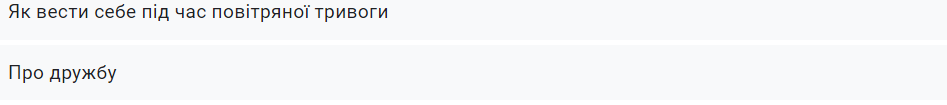 Як вести себе під час повітряної тривоги
Про дружбу